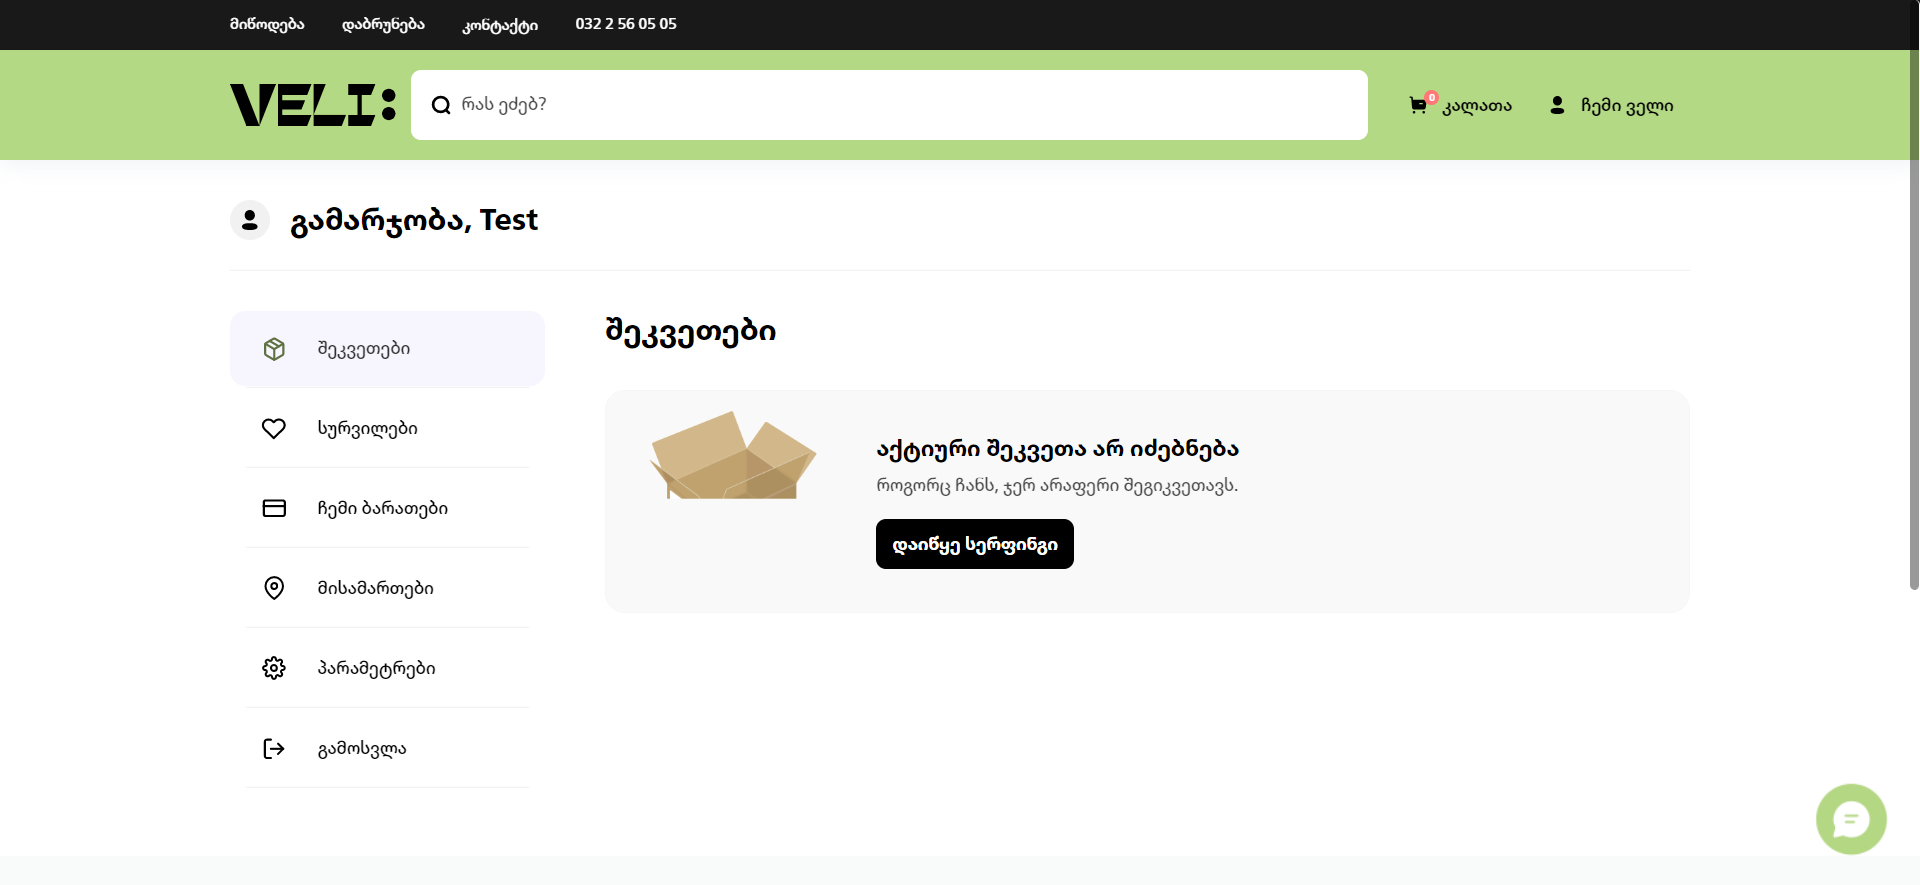 მიწოდება
დაბრუნება
კონტაქტი
032 2 56 05 05
VELI:
რას ეძებ?
0
კალათა
ჩემი ველი
გამარჯობა, Test
შეკვეთები
სურვილები
ჩემი ბარათები
მისამართები
პარამეტრები
გამოსვლა
შეკვეთები
აქტიური შეკვეთა არ იძებნება
როგორც ჩანს, ჯერ არაფერი შეგიკვეთავს.
დაიწყე სერფინგი